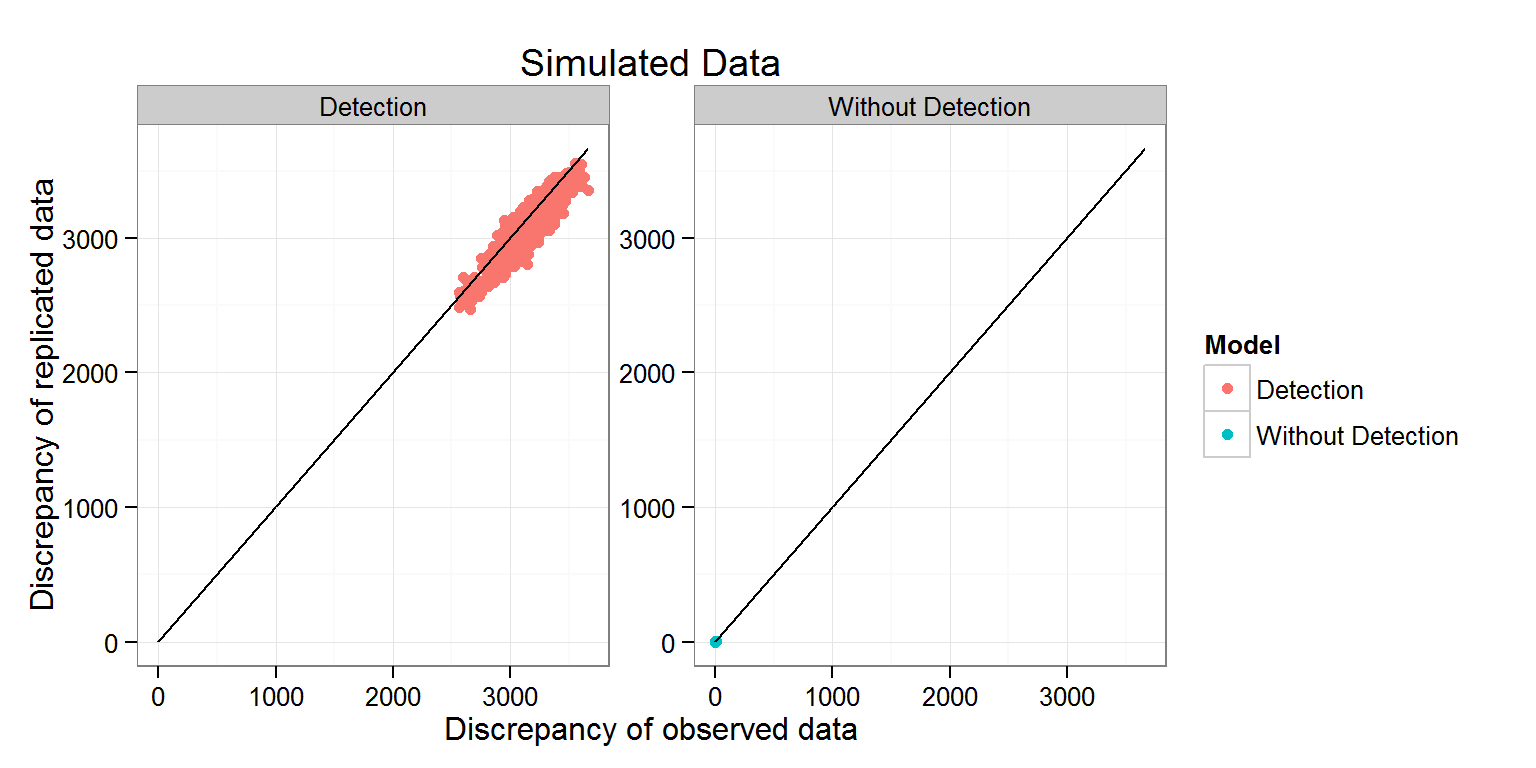 Simulated Data
Detection
Without Detection
Discrepancy of replicated data
3000
2000
1000
0
3000
2000
1000
0
0 1000 2000 3000
0 1000 2000 3000
Discrepancy of observed data
Model
Detection
Without Detection